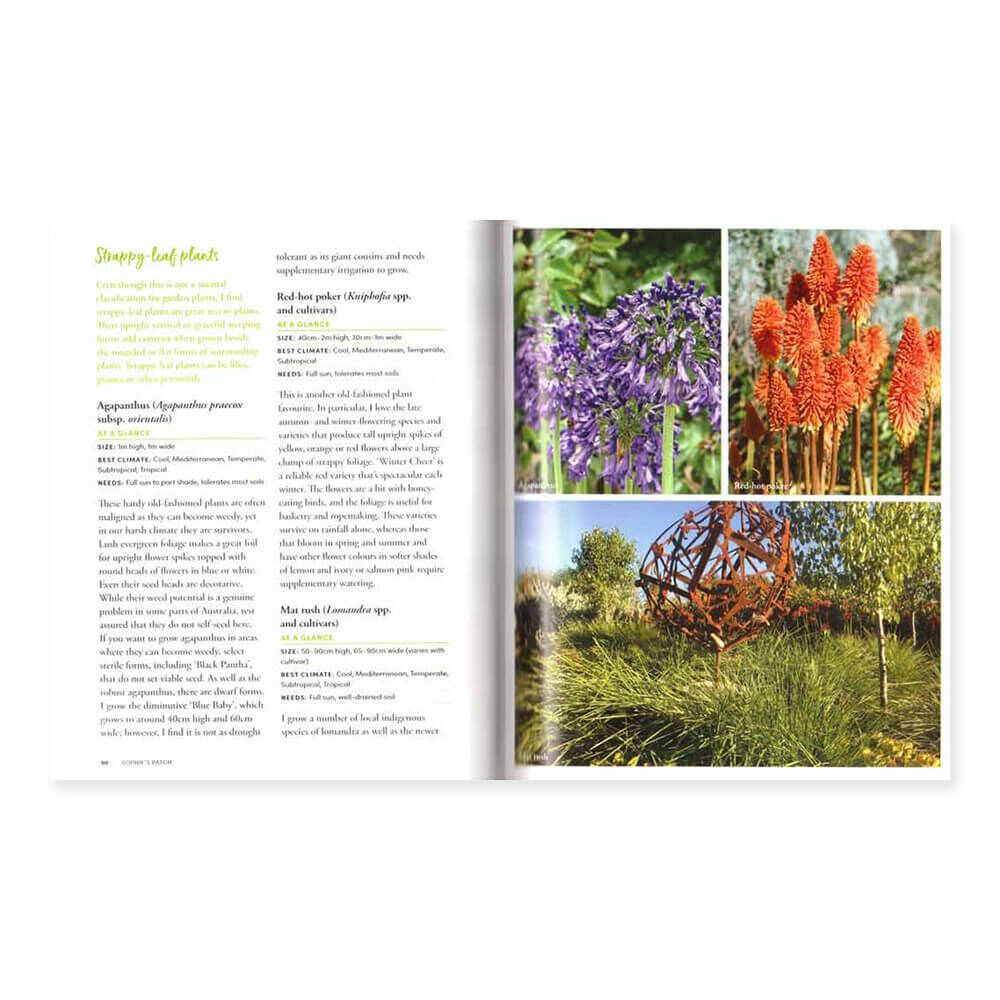 Strappy-leaf plants
Even though this is not a normal
classification for garden plants, I find
strappy-leaf plants are great accent plants.
Their upright vertical or graceful weeping
forms add contrast when grown beside
the rounded or flat forms of surrounding
plants. Strappy-leaf plants can be lilies,
grasses or other perennials.
Agapanthus (Agapanthus praecox
subsp. orientalis)
AT A GLANCE
SIZE: 1m high, 1m wide
BEST CLIMATE: Cool, Mediterranean, Temperate,
Subtropical, Tropical
NEEDS: Full sun to part shade, tolerates most soils
These hardy old-fashioned plants are often
maligned as they can become weedy, yet
in our harsh climate they are survivors.
Lush evergreen foliage makes a great foil
for upright flower spikes topped with
round heads of flowers in blue or white.
Even their seed heads are decorative.
While their weed potential is a genuine
problem in some parts of Australia, rest
assured that they do not self-seed here.
If you want to grow agapanthus in areas
where they can become weedy, select
sterile forms, including 'Black Pantha',
that do not set viable seed. As well as the
robust agapanthus, there are dwarf forms.
I grow the diminutive 'Blue Baby', which
grows to around 40cm high and 60cm
wide; however, I find it is not as drought
SOPHIE'S PATCH
tolerant as its giant cousins and needs
supplementary irrigation to grow.
Red-hot poker (Kniphofia spp.
and cultivars)
AT A GLANCE
SIZE: 40cm–2m high, 30cm–1m wide
BEST CLIMATE: Cool, Mediterranean, Temperate,
Subtropical
NEEDS: Full sun, tolerates most soils
This is another old-fashioned plant
favourite. In particular, I love the late
autumn- and winter-flowering species and
varieties that produce tall upright spikes of
yellow, orange or red flowers above a large
clump of strappy foliage. 'Winter Cheer' is
a reliable red variety that's spectacular each
winter. The flowers are a hit with honey-
eating birds, and the foliage is useful for
basketry and ropemaking. These varieties
survive on rainfall alone, whereas those
that bloom in spring and summer and
have other flower colours in softer shades
of lemon and ivory or salmon pink require
supplementary watering.
Mat rush (Lomandra spp.
and cultivars)
AT A GLANCE
SIZE: 50–90cm high, 65–90cm wide (varies with
cultivar)
BEST CLIMATE: Cool, Mediterranean, Temperate,
Subtropical, Tropical
NEEDS: Full sun, well-drained soil
I grow a number of local indigenous
species of lomandra as well as the newer
Agapanthus
Red-hot poker
Mat rush